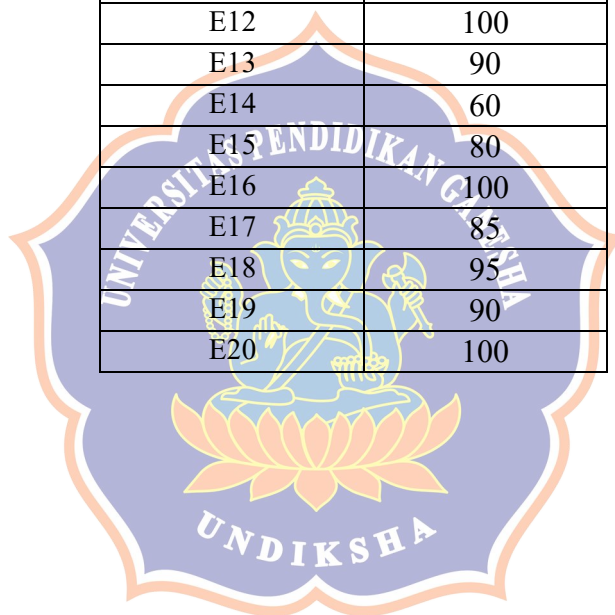 E12 100
E13 90
E14 60
E15 80
E16 100
E17 85
E18 95
E19 90
E20 100
UNIVERSITAS PENDIDIKAN GANESHA
UNDIKSHA